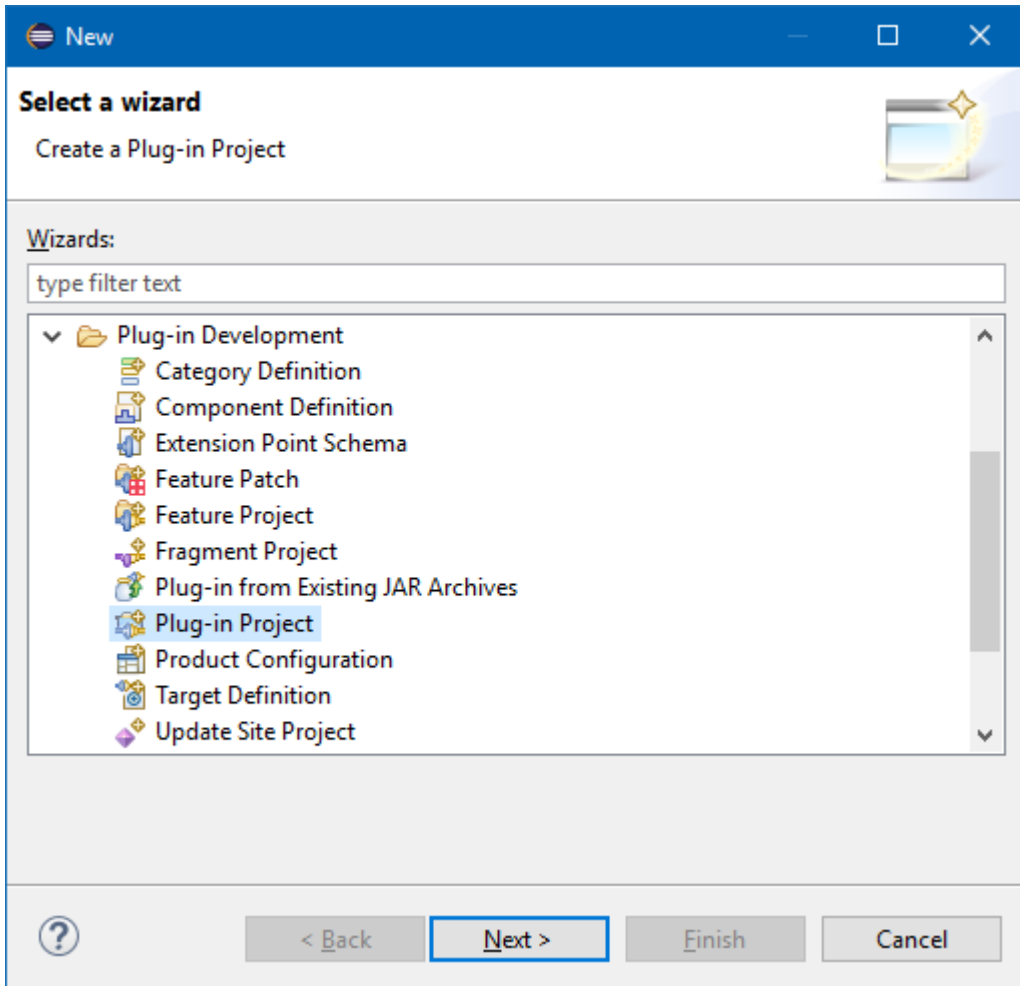 New
Select a wizard
Create a Plug-in Project
Wizards:
type filter text
Plug-in Development
Category Definition
Component Definition
Extension Point Schema
Feature Patch
Feature Project
Fragment Project
Plug-in from Existing JAR Archives
Plug-in Project
Product Configuration
Target Definition
Update Site Project
? < Back Next > Finish Cancel